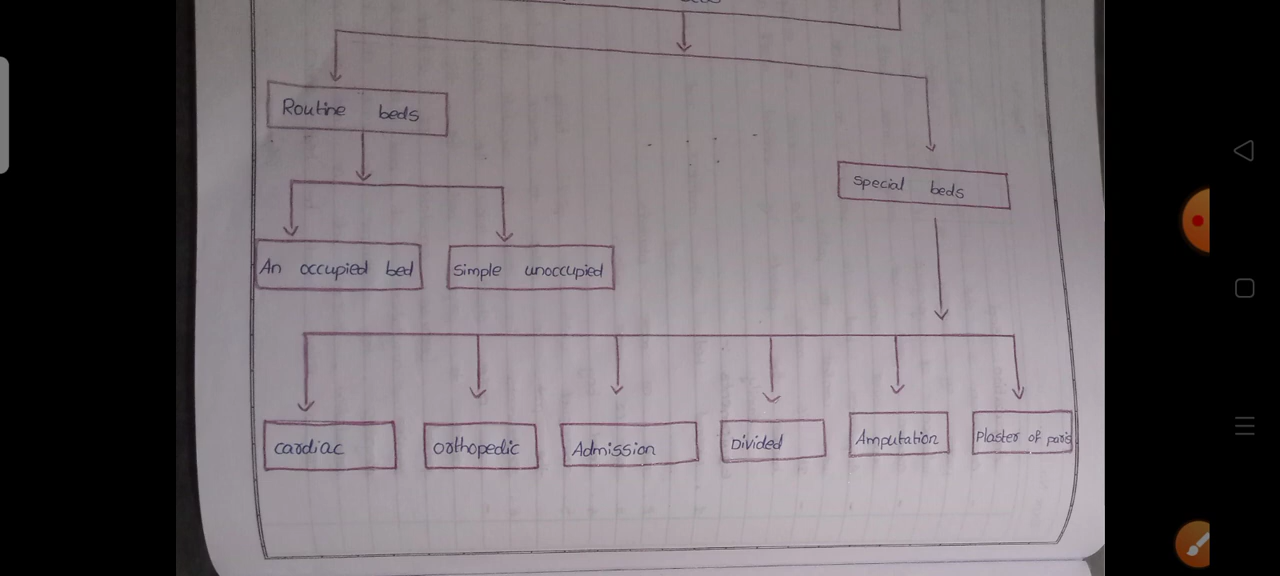 Routine beds
Special beds
An occupied bed
Simple unoccupied
cardiac
orthopedic
Admission
Divided
Amputation
Plaster of paris